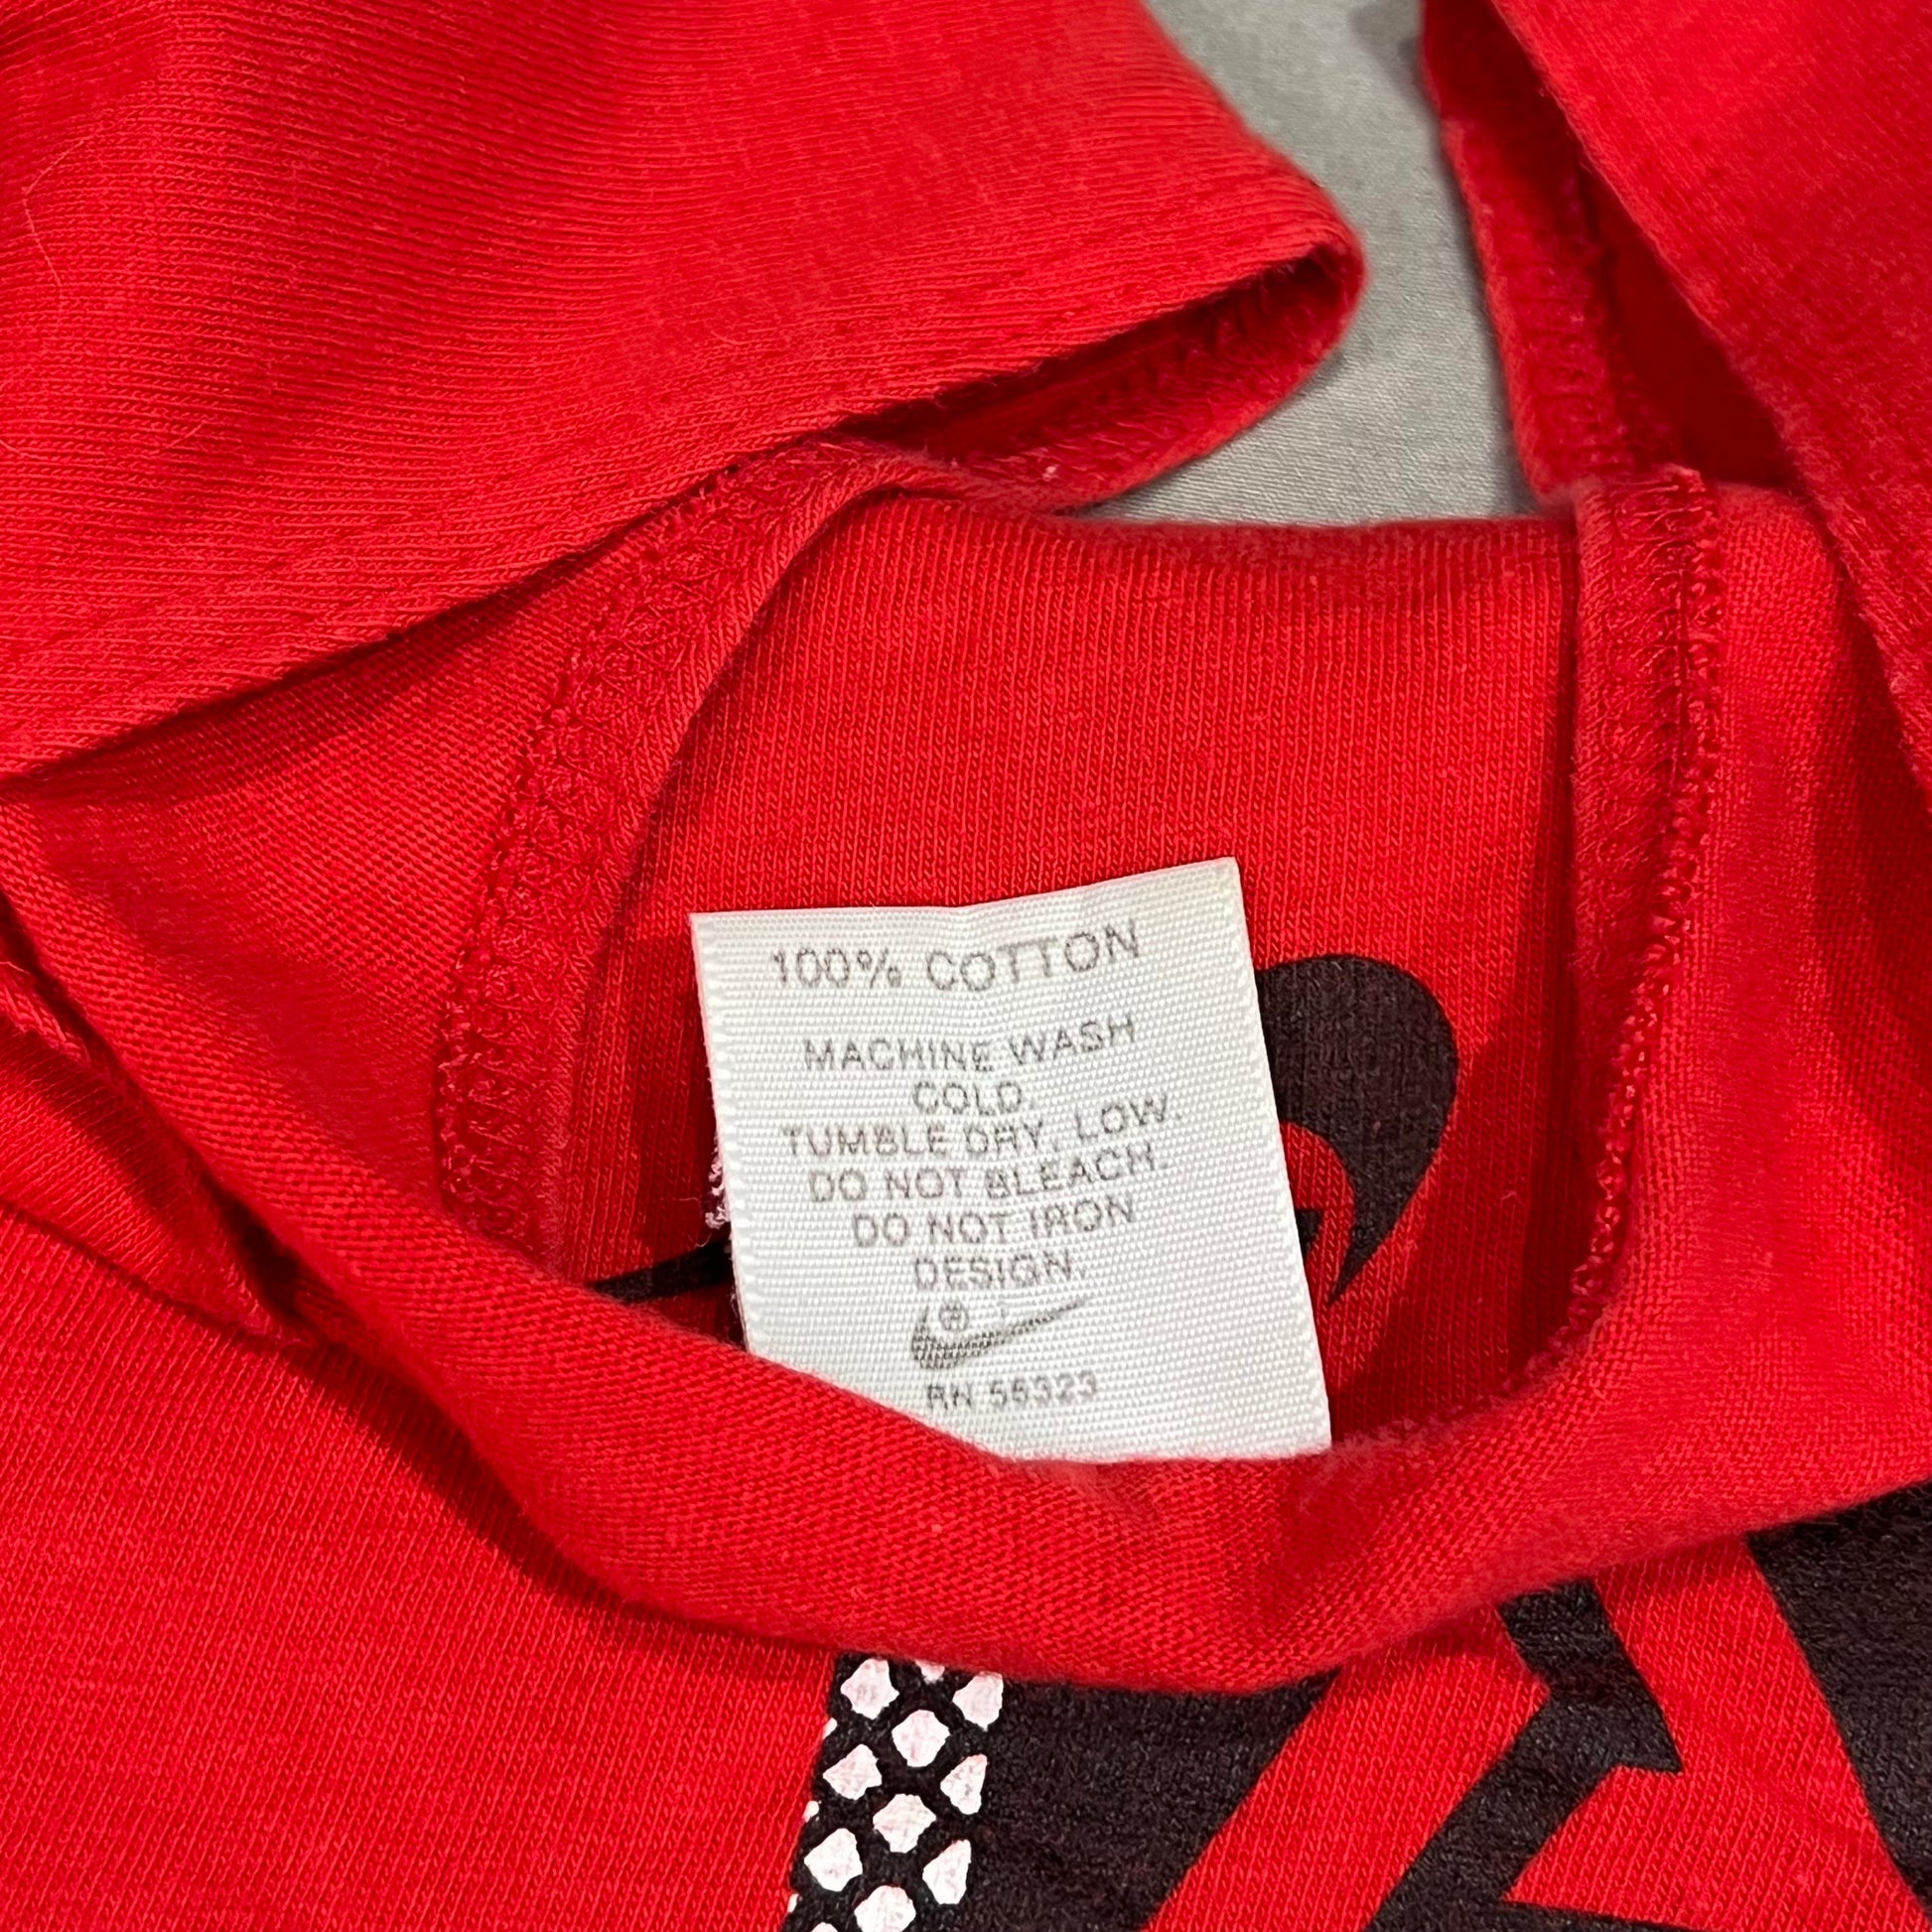 100% COTTON
MACHINE WASH
COLD.
TUMBLE DRY, LOW.
DO NOT BLEACH.
DO NOT IRON
DESIGN.
®
RN 56323